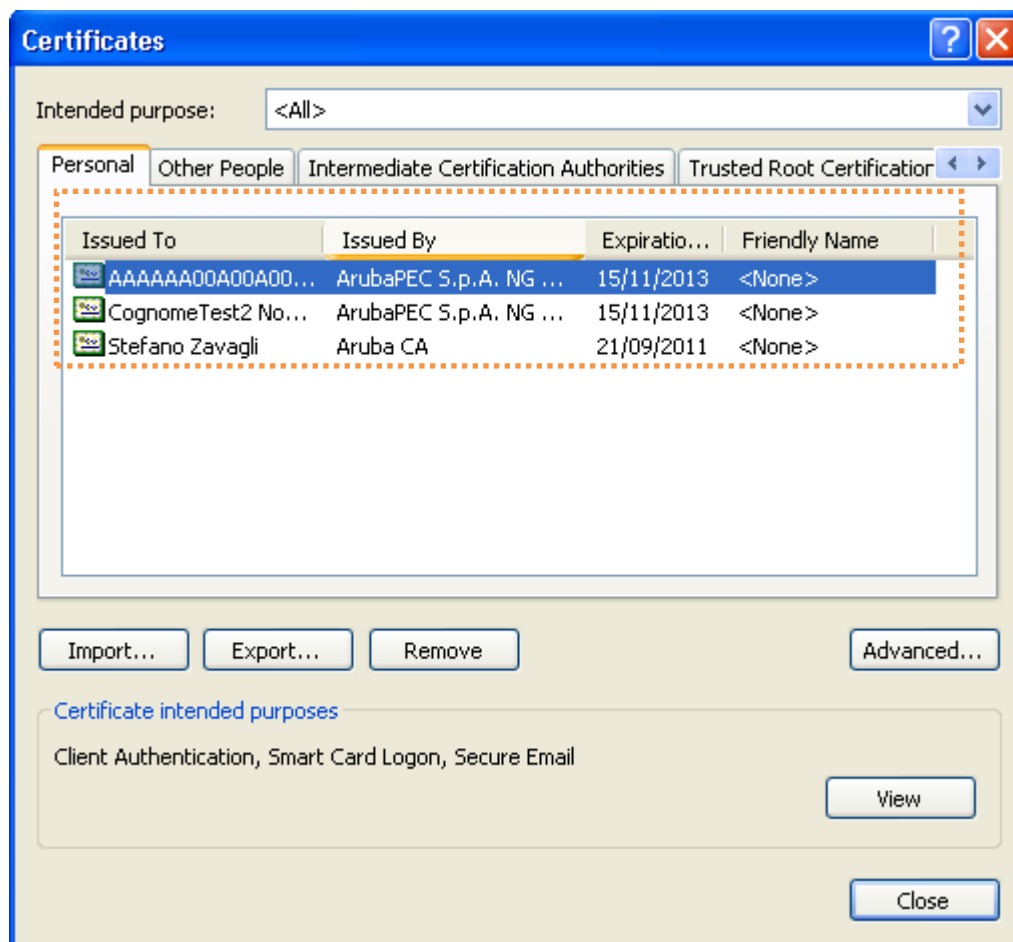 Certificates
Intended purpose: <All>
Personal Other People Intermediate Certification Authorities Trusted Root Certification
Issued To Issued By Expiratio... Friendly Name
AAAAAA00A00A00... ArubaPEC S.p.A. NG ... 15/11/2013 <None>
CognomeTest2 No... ArubaPEC S.p.A. NG ... 15/11/2013 <None>
Stefano Zavagli Aruba CA 21/09/2011 <None>
Import... Export... Remove Advanced...
Certificate intended purposes
Client Authentication, Smart Card Logon, Secure Email
View
Close